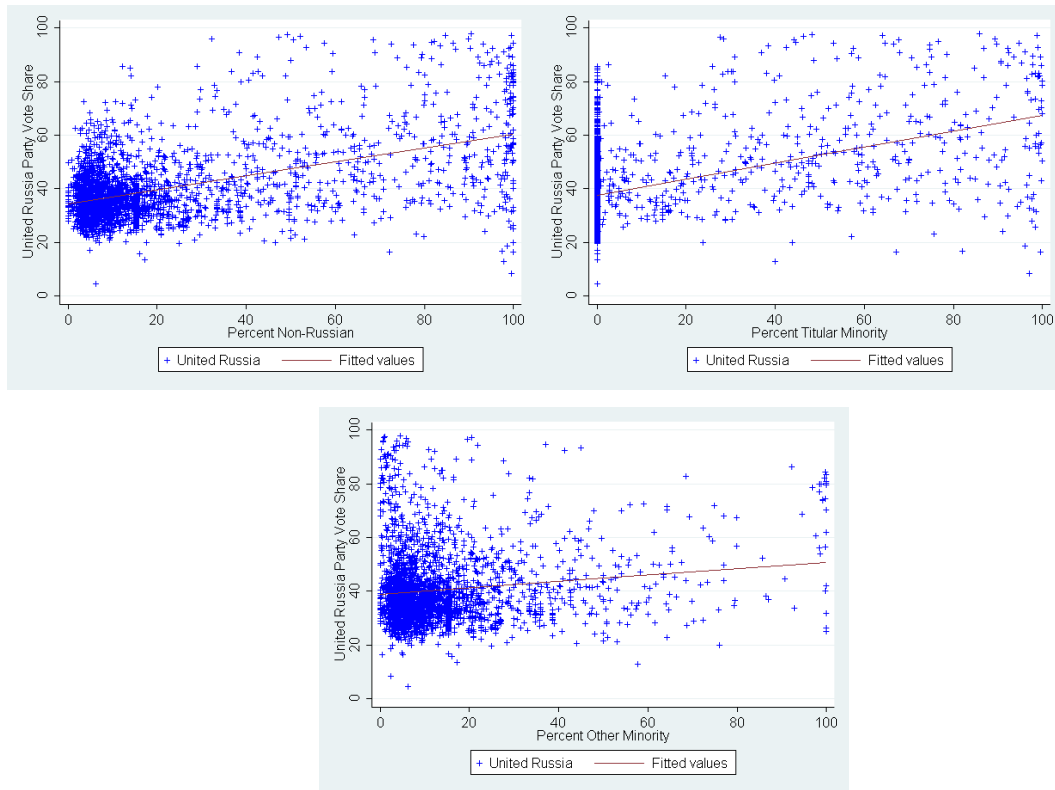 United Russia Party Vote Share
100
80
60
40
20
0
0 20 40 60 80 100
Percent Non-Russian
+ United Russia Fitted values
United Russia Party Vote Share
100
80
60
40
20
0
0 20 40 60 80 100
Percent Titular Minority
+ United Russia Fitted values
United Russia Party Vote Share
100
80
60
40
20
0
0 20 40 60 80 100
Percent Other Minority
+ United Russia Fitted values